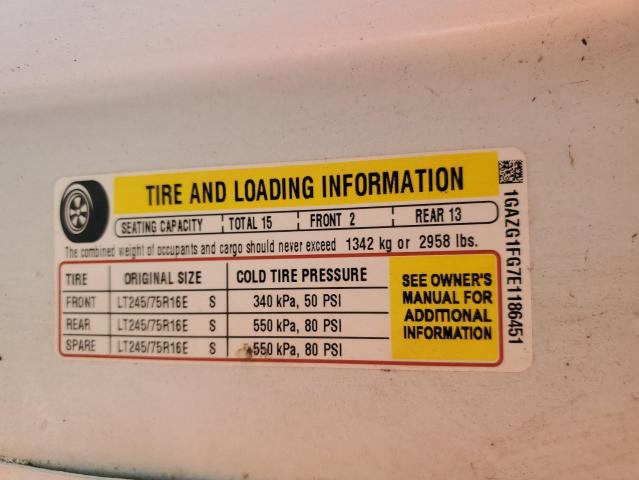 TIRE AND LOADING INFORMATION
SEATING CAPACITY TOTAL 15 FRONT 2 REAR 13
The combined weight of occupants and cargo should never exceed 1342 kg or 2958 lbs.
TIRE ORIGINAL SIZE COLD TIRE PRESSURE
FRONT LT245/75R16E S 340 kPa, 50 PSI
REAR LT245/75R16E S 550 kPa, 80 PSI
SPARE LT245/75R16E S 550 kPa, 80 PSI
SEE OWNER'S
MANUAL FOR
ADDITIONAL
INFORMATION
1GAZG1FG7E1186451